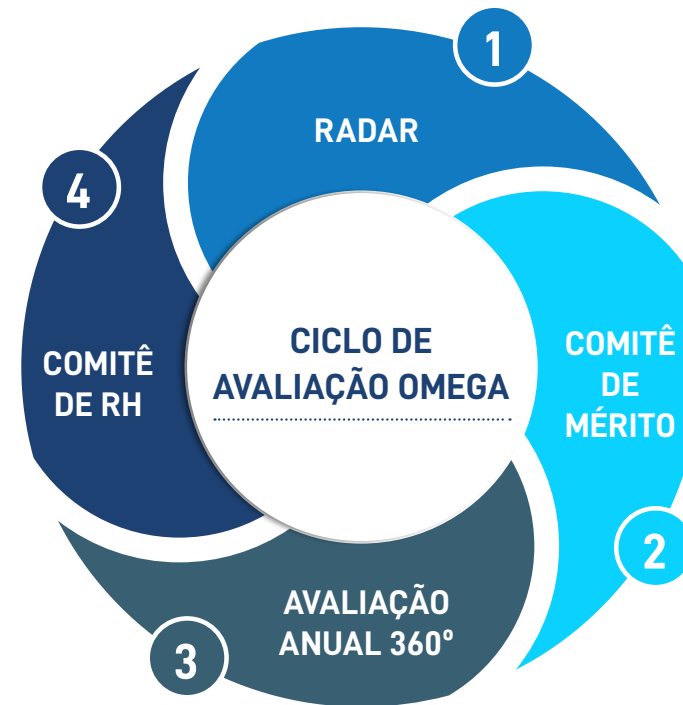 1
RADAR
4
CICLO DE
AVALIAÇÃO OMEGA
COMITÊ
DE RH
COMITÊ
DE
MÉRITO
2
AVALIAÇÃO
ANUAL 360º
3